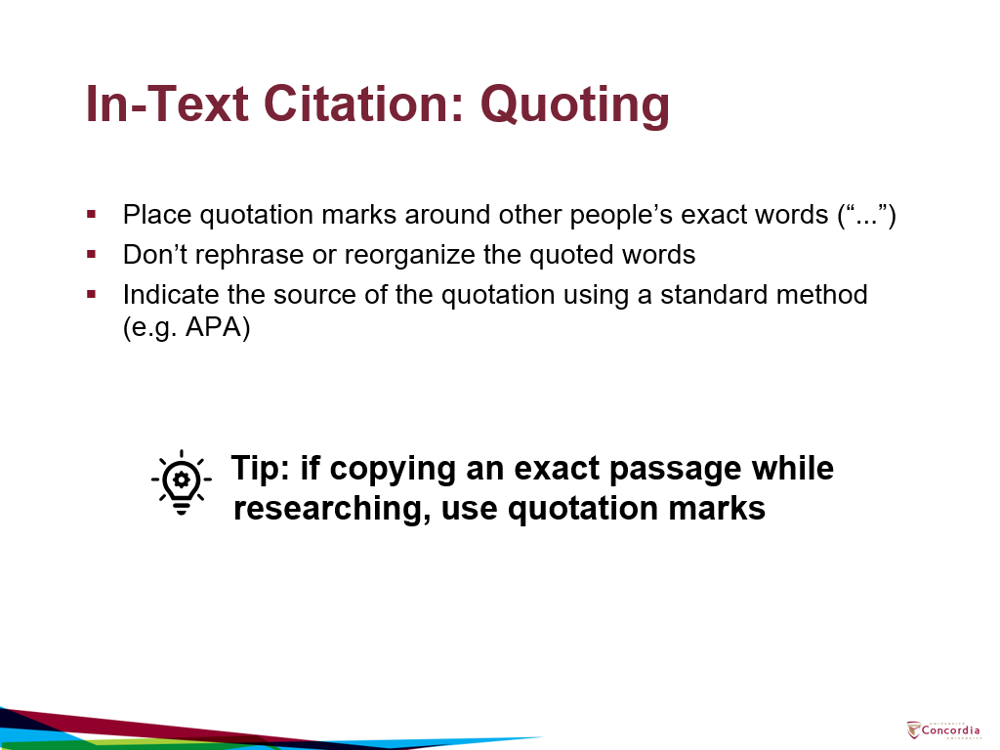 In-Text Citation: Quoting
▪ Place quotation marks around other people’s exact words (“...”)
▪ Don’t rephrase or reorganize the quoted words
▪ Indicate the source of the quotation using a standard method
(e.g. APA)
Tip: if copying an exact passage while
researching, use quotation marks
UNIVERSITÉ
Concordia
UNIVERSITY